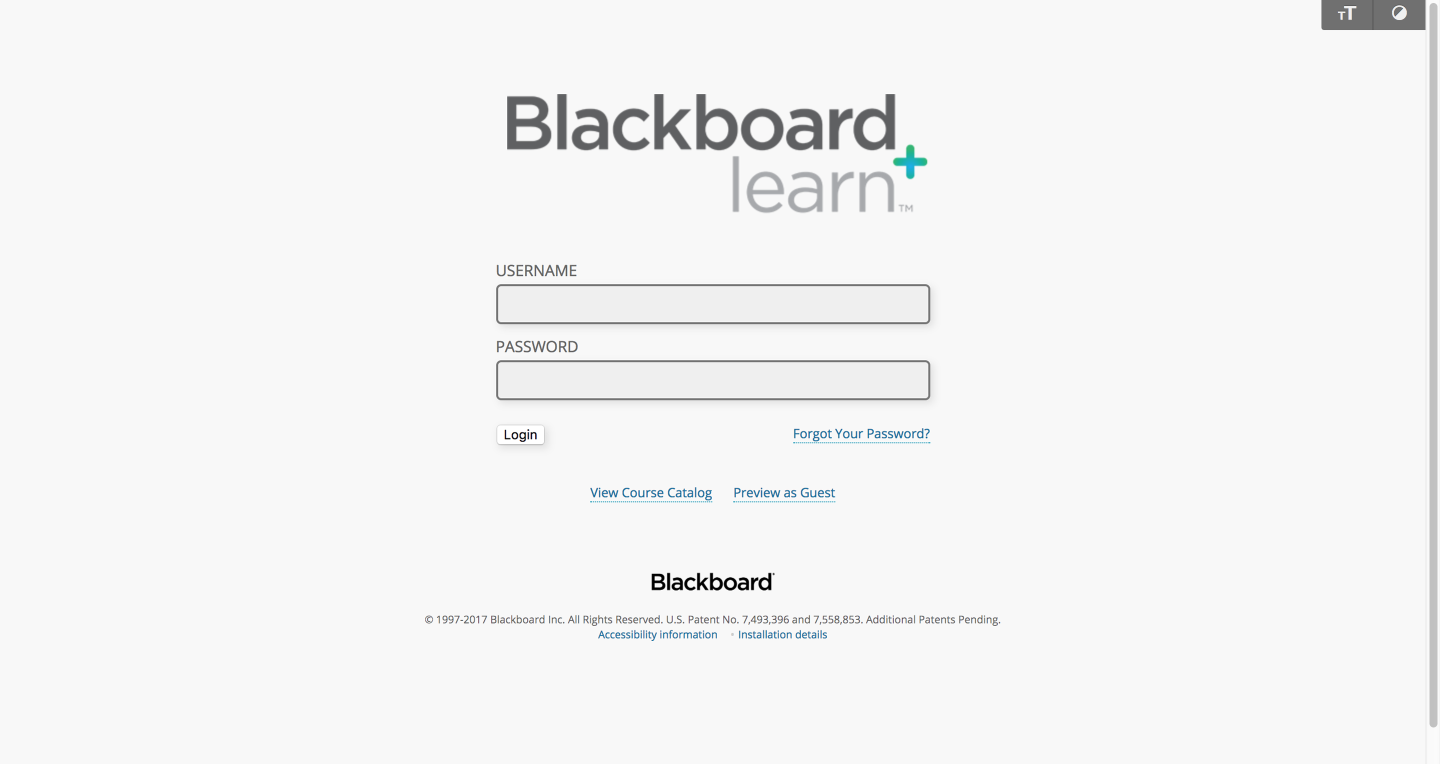 TT
Blackboard
learn+™
USERNAME
PASSWORD
Login
Forgot Your Password?
View Course Catalog
Preview as Guest
Blackboard
© 1997-2017 Blackboard Inc. All Rights Reserved. U.S. Patent No. 7,493,396 and 7,558,853. Additional Patents Pending.
Accessibility information • Installation details